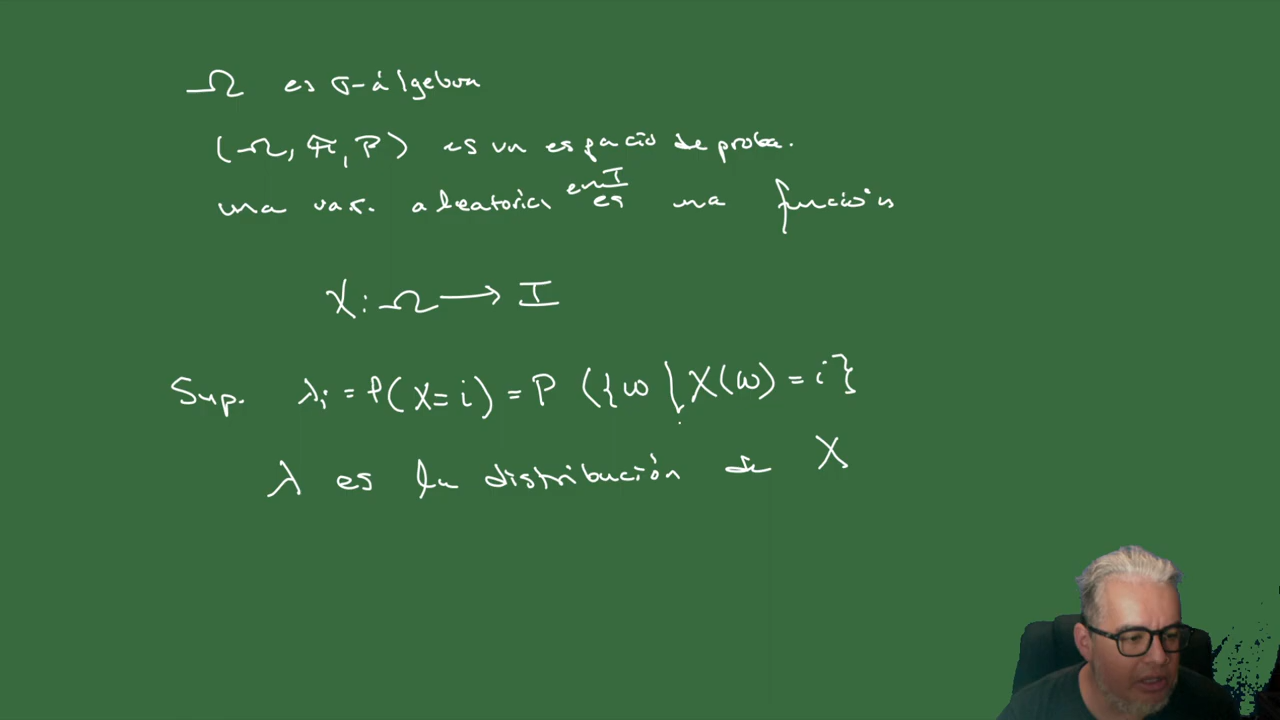 Ω es σ-álgebra
(Ω, 𝓕, P) es un espacio de proba.
una var. aleatoria en I es una función
X: Ω → I
Sup. λi = P(X = i) = P ({ω | X(ω) = i}
λ es la distribución de X